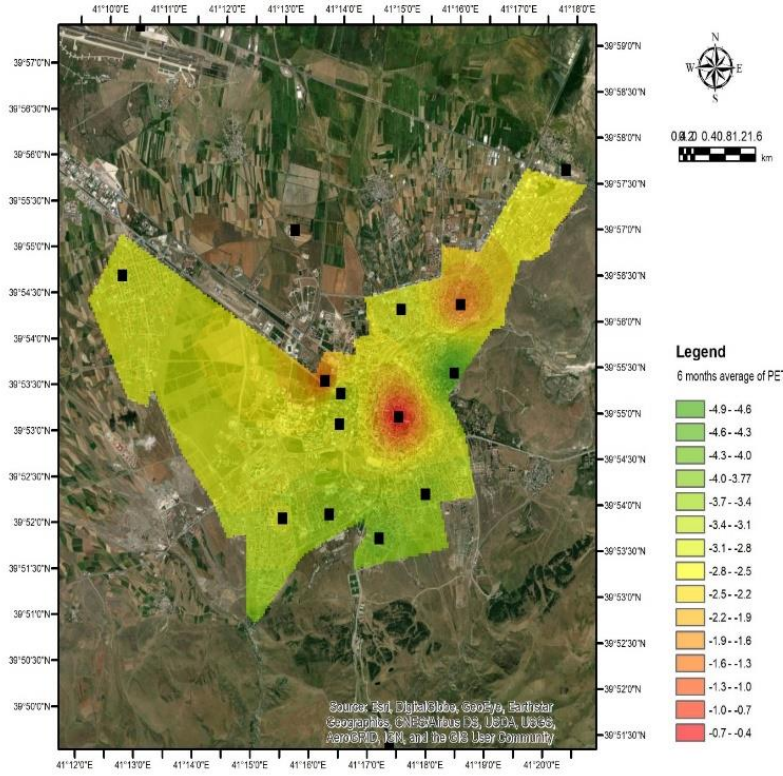 41°10'0"E 41°11'0"E 41°12'0"E 41°13'0"E 41°14'0"E 41°15'0"E 41°16'0"E 41°17'0"E 41°18'0"E
39°57'0"N
39°56'30"N
39°56'0"N
39°55'30"N
39°55'0"N
39°54'30"N
39°54'0"N
39°53'30"N
39°53'0"N
39°52'30"N
39°52'0"N
39°51'30"N
39°51'0"N
39°50'30"N
39°50'0"N
39°59'0"N
39°58'30"N
39°58'0"N
39°57'30"N
39°57'0"N
39°56'30"N
39°56'0"N
39°55'30"N
39°55'0"N
39°54'30"N
39°54'0"N
39°53'30"N
39°53'0"N
39°52'30"N
39°52'0"N
39°51'30"N
Source: Esri, DigitalGlobe, GeoEye, Earthstar
Geographics, CNES/Airbus DS, USDA, USGS,
AeroGRID, IGN, and the GIS User Community
41°12'0"E 41°13'0"E 41°14'0"E 41°15'0"E 41°16'0"E 41°17'0"E 41°18'0"E 41°19'0"E 41°20'0"E
N
W E
S
0.40.81.21.6
km
Legend
6 months average of PET
-4.9 - -4.6
-4.6 - -4.3
-4.3 - -4.0
-4.0 -3.77
-3.7 - -3.4
-3.4 - -3.1
-3.1 - -2.8
-2.8 - -2.5
-2.5 - -2.2
-2.2 - -1.9
-1.9 - -1.6
-1.6 - -1.3
-1.3 - -1.0
-1.0 - -0.7
-0.7 - -0.4